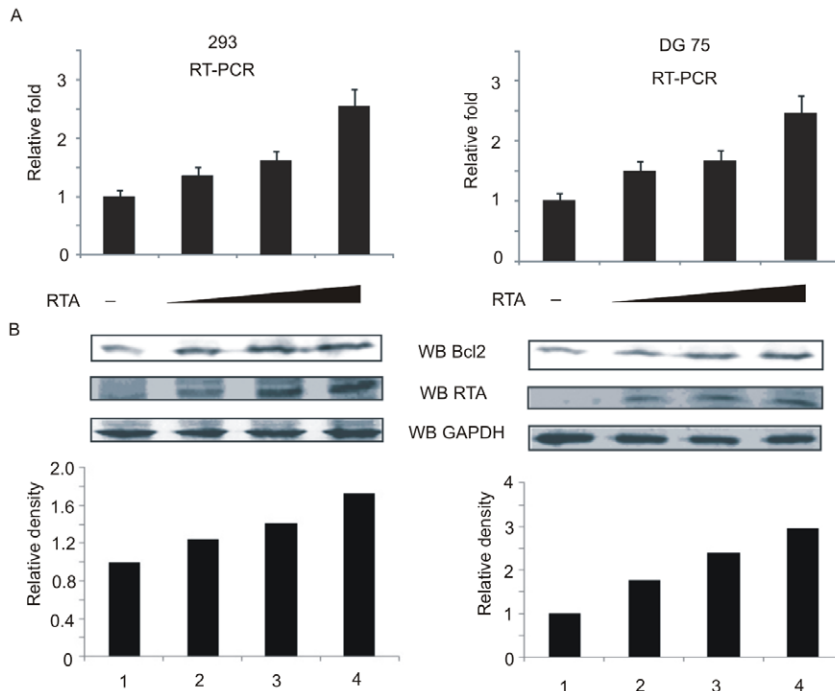 A
293
RT-PCR
Relative fold
3
2
1
0
RTA –
DG 75
RT-PCR
Relative fold
3
2
1
0
RTA –
B
WB Bcl2
WB RTA
WB GAPDH
Relative density
2.0
1.6
1.2
0.8
0.4
0
1 2 3 4
Relative density
4
3
2
1
0
1 2 3 4